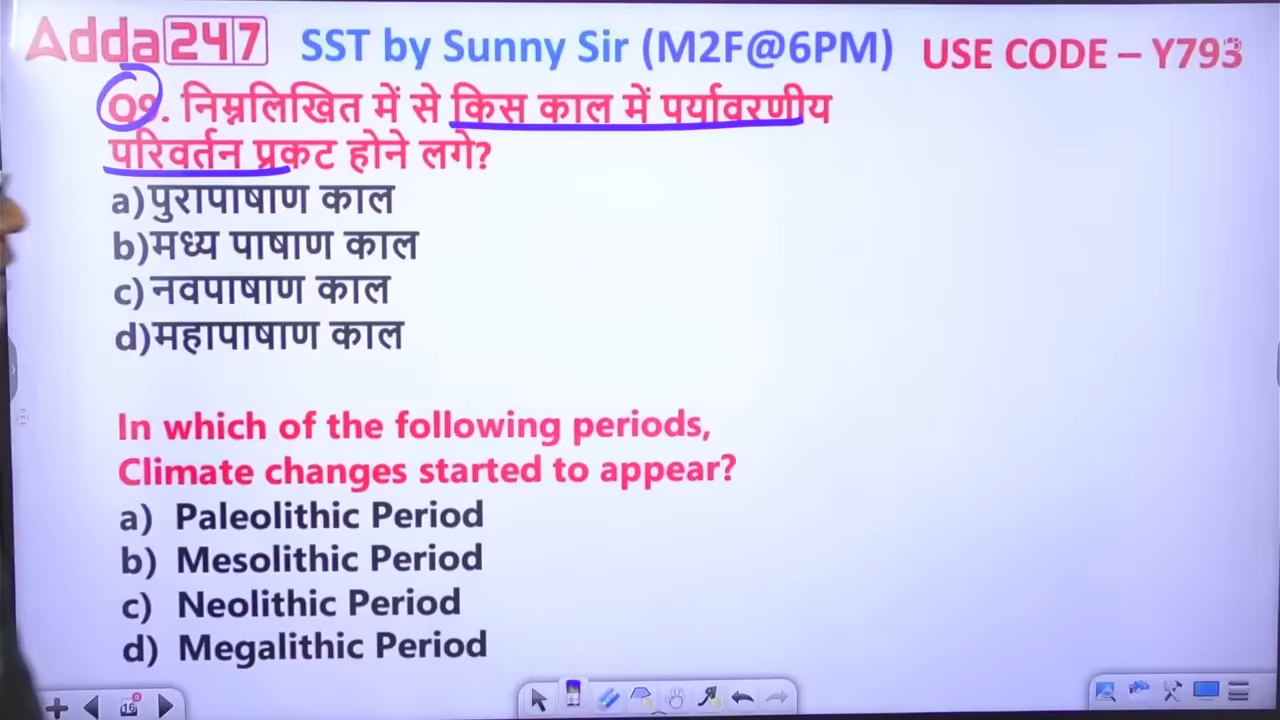 Adda247 SST by Sunny Sir (M2F@6PM) USE CODE – Y793
Q9. निम्नलिखित में से किस काल में पर्यावरणीय
परिवर्तन प्रकट होने लगे?
a)पुरापाषाण काल
b)मध्य पाषाण काल
c)नवपाषाण काल
d)महापाषाण काल
In which of the following periods,
Climate changes started to appear?
a) Paleolithic Period
b) Mesolithic Period
c) Neolithic Period
d) Megalithic Period
16